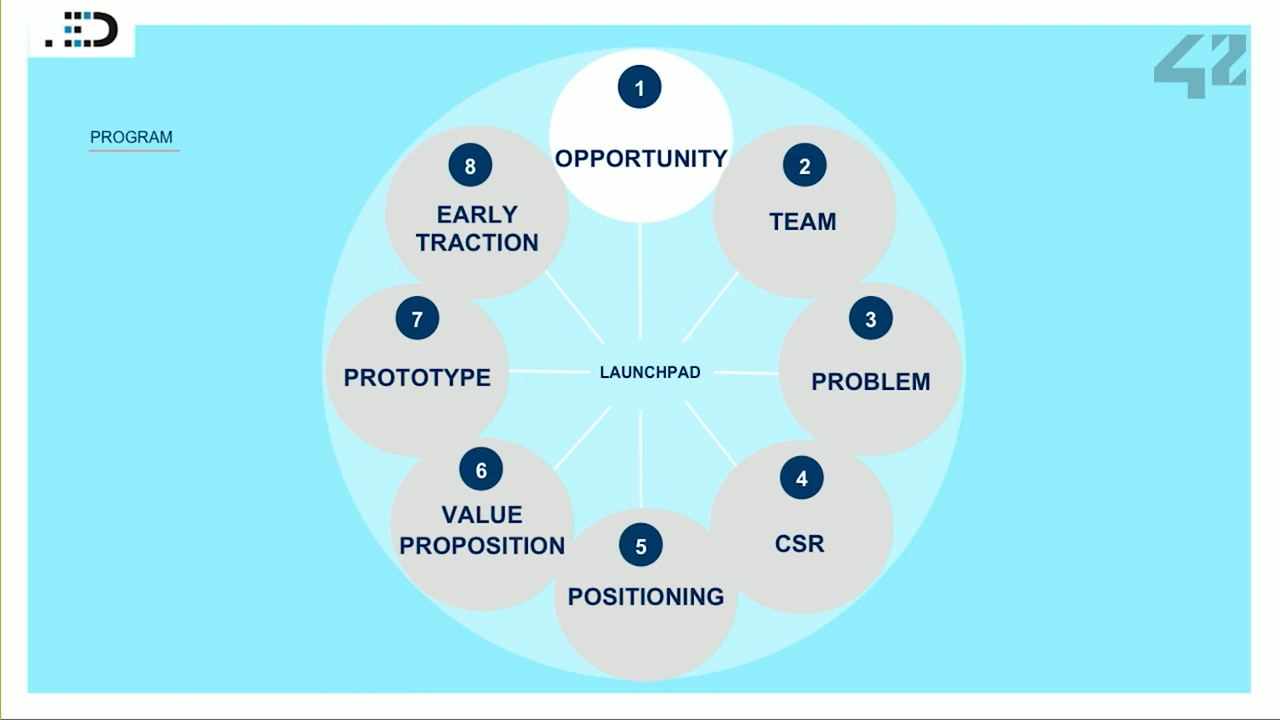 .ED
42
PROGRAM
1
OPPORTUNITY
2
TEAM
3
PROBLEM
4
CSR
5
POSITIONING
6
VALUE
PROPOSITION
7
PROTOTYPE
8
EARLY
TRACTION
LAUNCHPAD